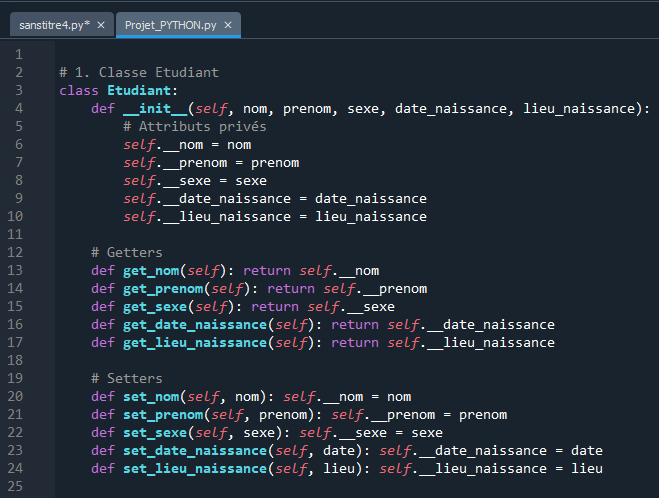 sanstitre4.py* ×
Projet_PYTHON.py ×
1
2 # 1. Classe Etudiant
3 class Etudiant:
4     def __init__(self, nom, prenom, sexe, date_naissance, lieu_naissance):
5         # Attributs privés
6         self.__nom = nom
7         self.__prenom = prenom
8         self.__sexe = sexe
9         self.__date_naissance = date_naissance
10         self.__lieu_naissance = lieu_naissance
11
12     # Getters
13     def get_nom(self): return self.__nom
14     def get_prenom(self): return self.__prenom
15     def get_sexe(self): return self.__sexe
16     def get_date_naissance(self): return self.__date_naissance
17     def get_lieu_naissance(self): return self.__lieu_naissance
18
19     # Setters
20     def set_nom(self, nom): self.__nom = nom
21     def set_prenom(self, prenom): self.__prenom = prenom
22     def set_sexe(self, sexe): self.__sexe = sexe
23     def set_date_naissance(self, date): self.__date_naissance = date
24     def set_lieu_naissance(self, lieu): self.__lieu_naissance = lieu
25